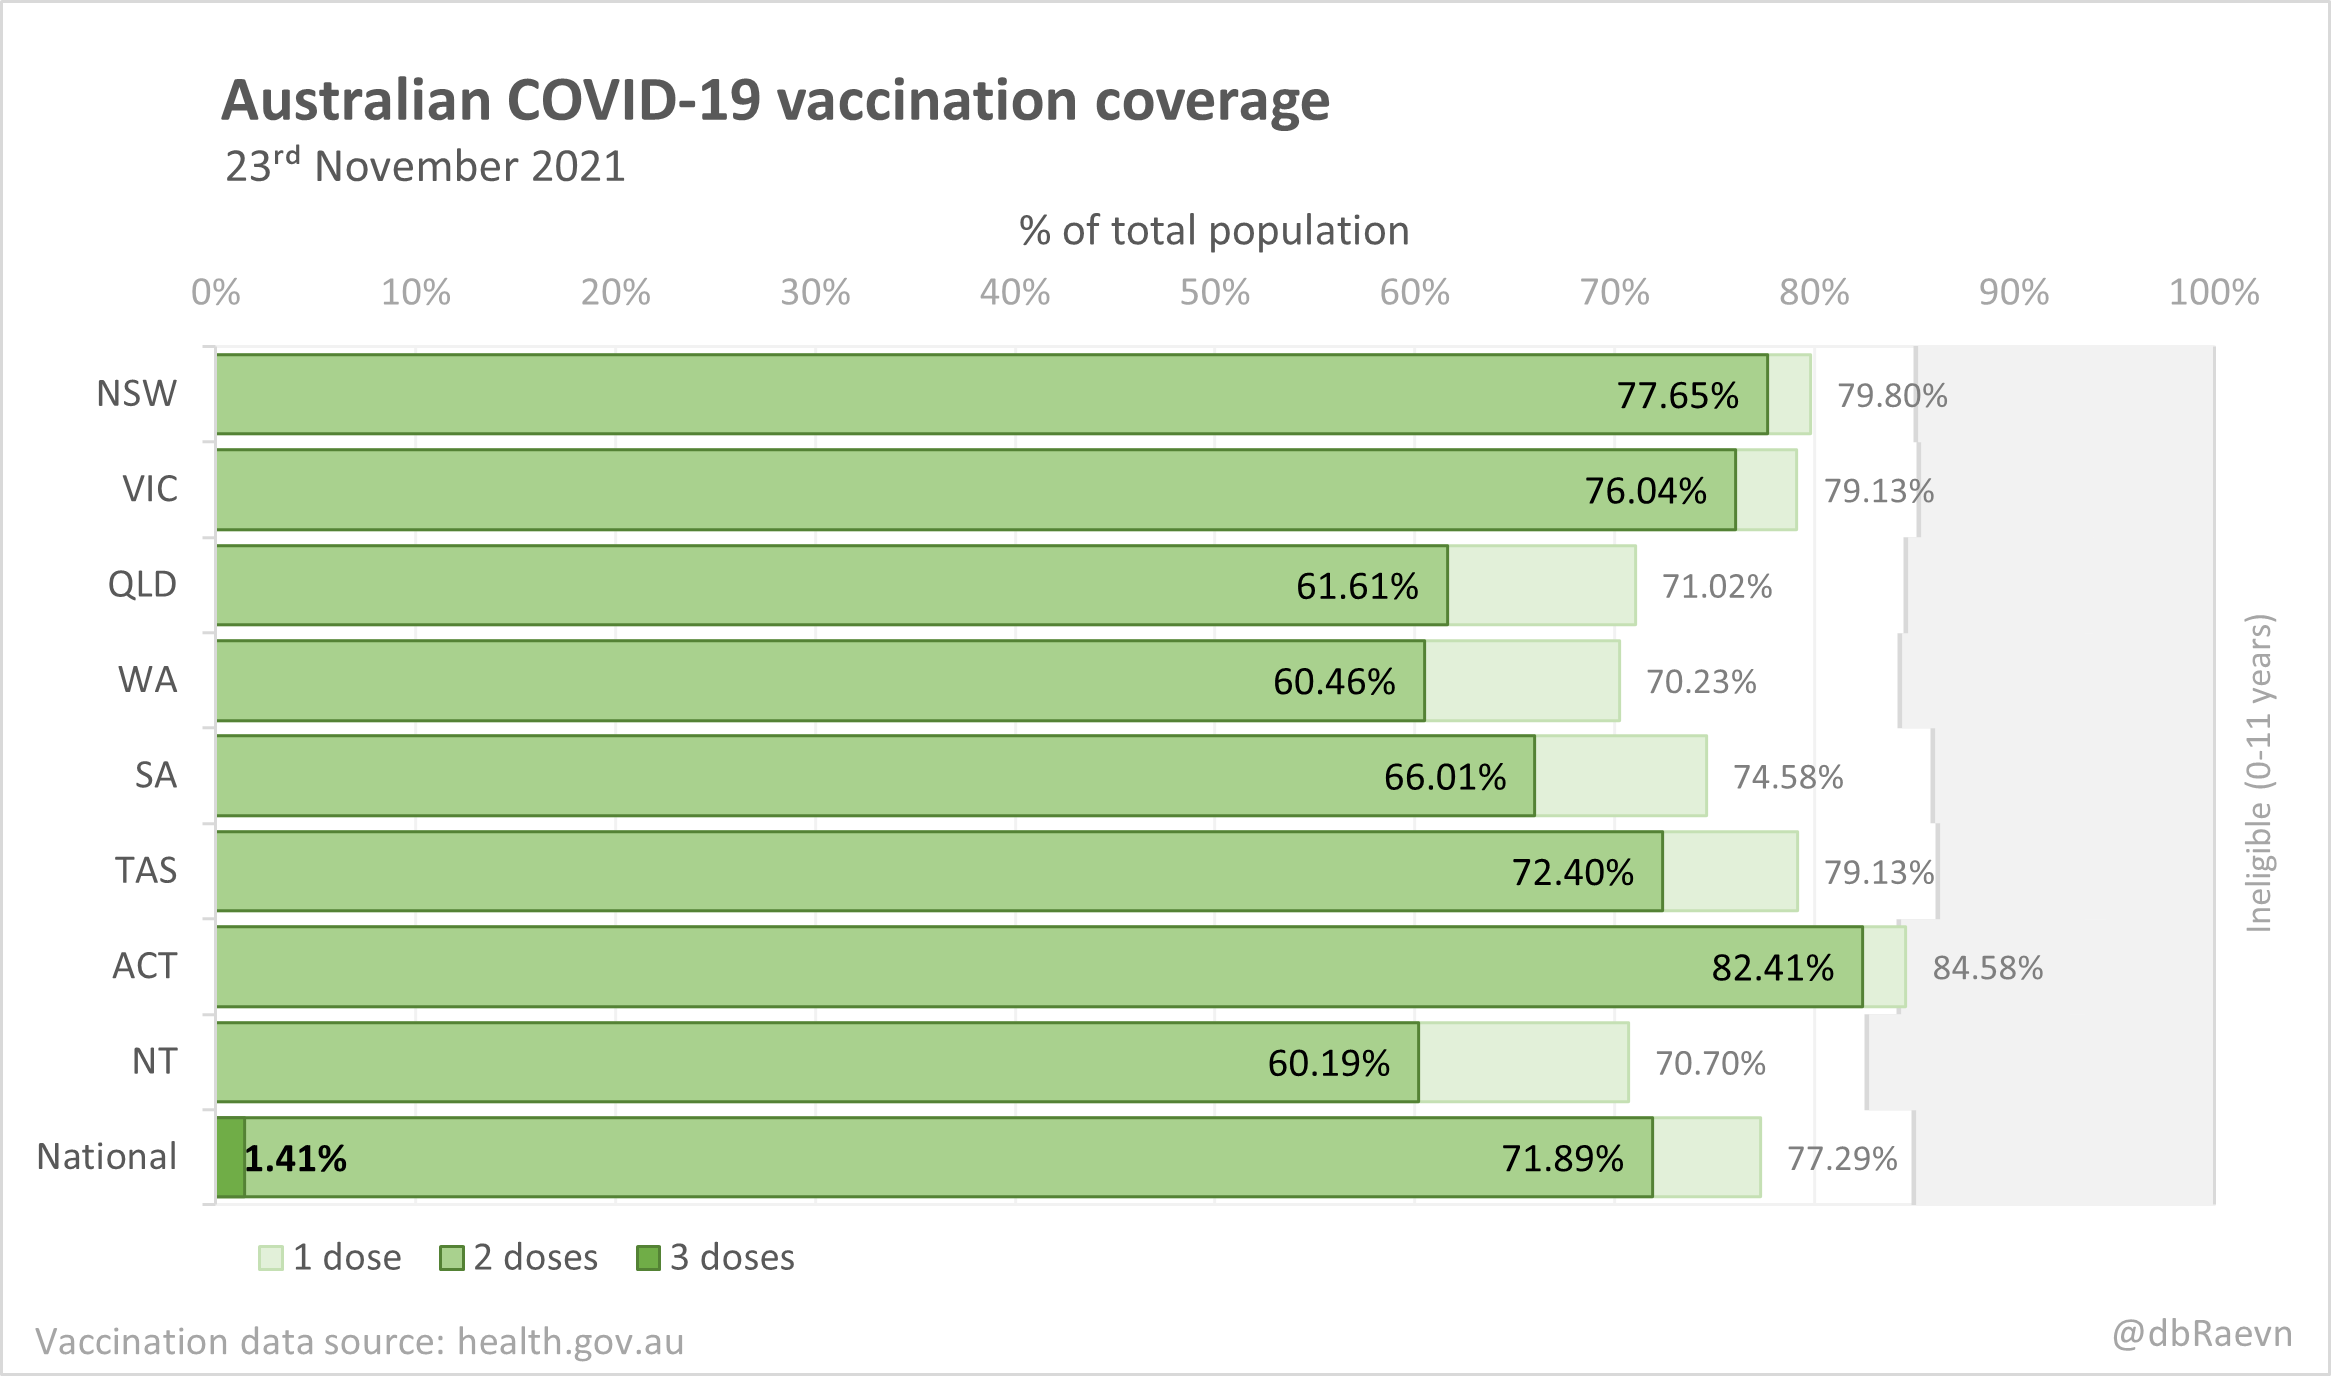 Australian COVID-19 vaccination coverage
23rd November 2021
% of total population
0% 10% 20% 30% 40% 50% 60% 70% 80% 90% 100%
NSW 77.65% 79.80%
VIC 76.04% 79.13%
QLD 61.61% 71.02%
WA 60.46% 70.23%
SA 66.01% 74.58%
TAS 72.40% 79.13%
ACT 82.41% 84.58%
NT 60.19% 70.70%
National 1.41% 71.89% 77.29%
Ineligible (0-11 years)
1 dose 2 doses 3 doses
Vaccination data source: health.gov.au
@dbRaevn